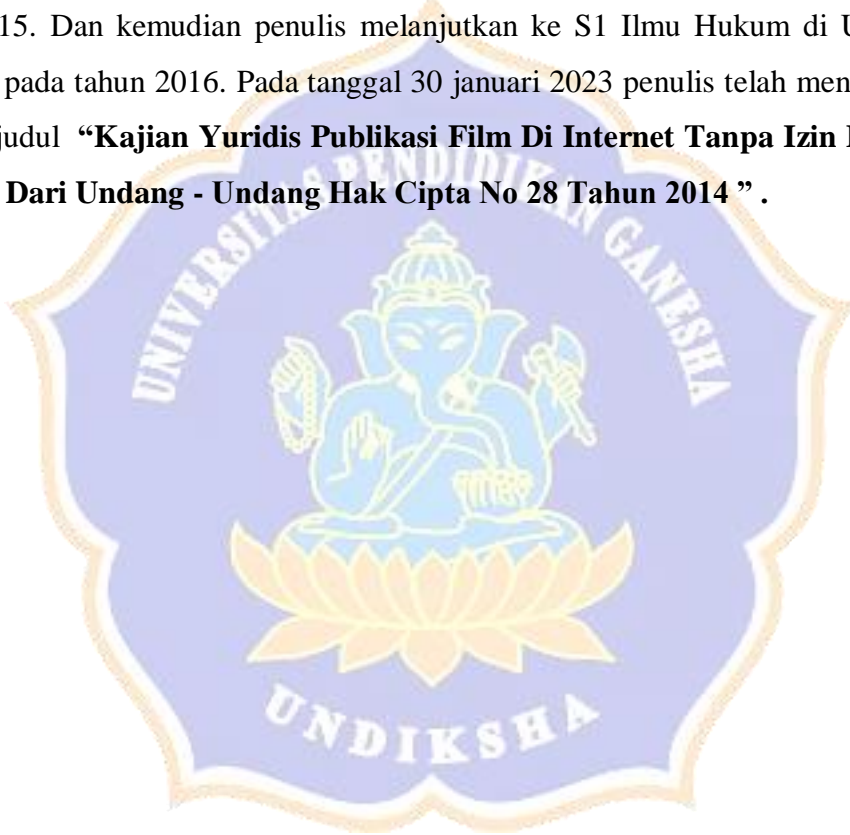 15. Dan kemudian penulis melanjutkan ke S1 Ilmu Hukum di U
pada tahun 2016. Pada tanggal 30 januari 2023 penulis telah men
judul “Kajian Yuridis Publikasi Film Di Internet Tanpa Izin
Dari Undang - Undang Hak Cipta No 28 Tahun 2014 ” .
UNIVERSITAS PENDIDIKAN GANESHA
UNDIKSHA